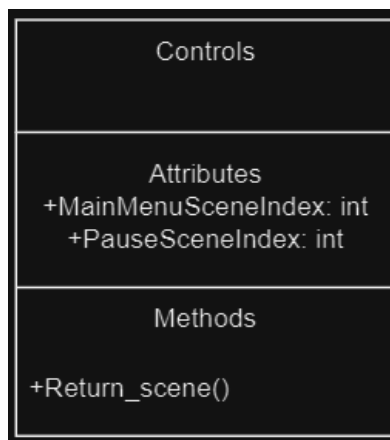 Controls
Attributes
+MainMenuSceneIndex: int
+PauseSceneIndex: int
Methods
+Return_scene()